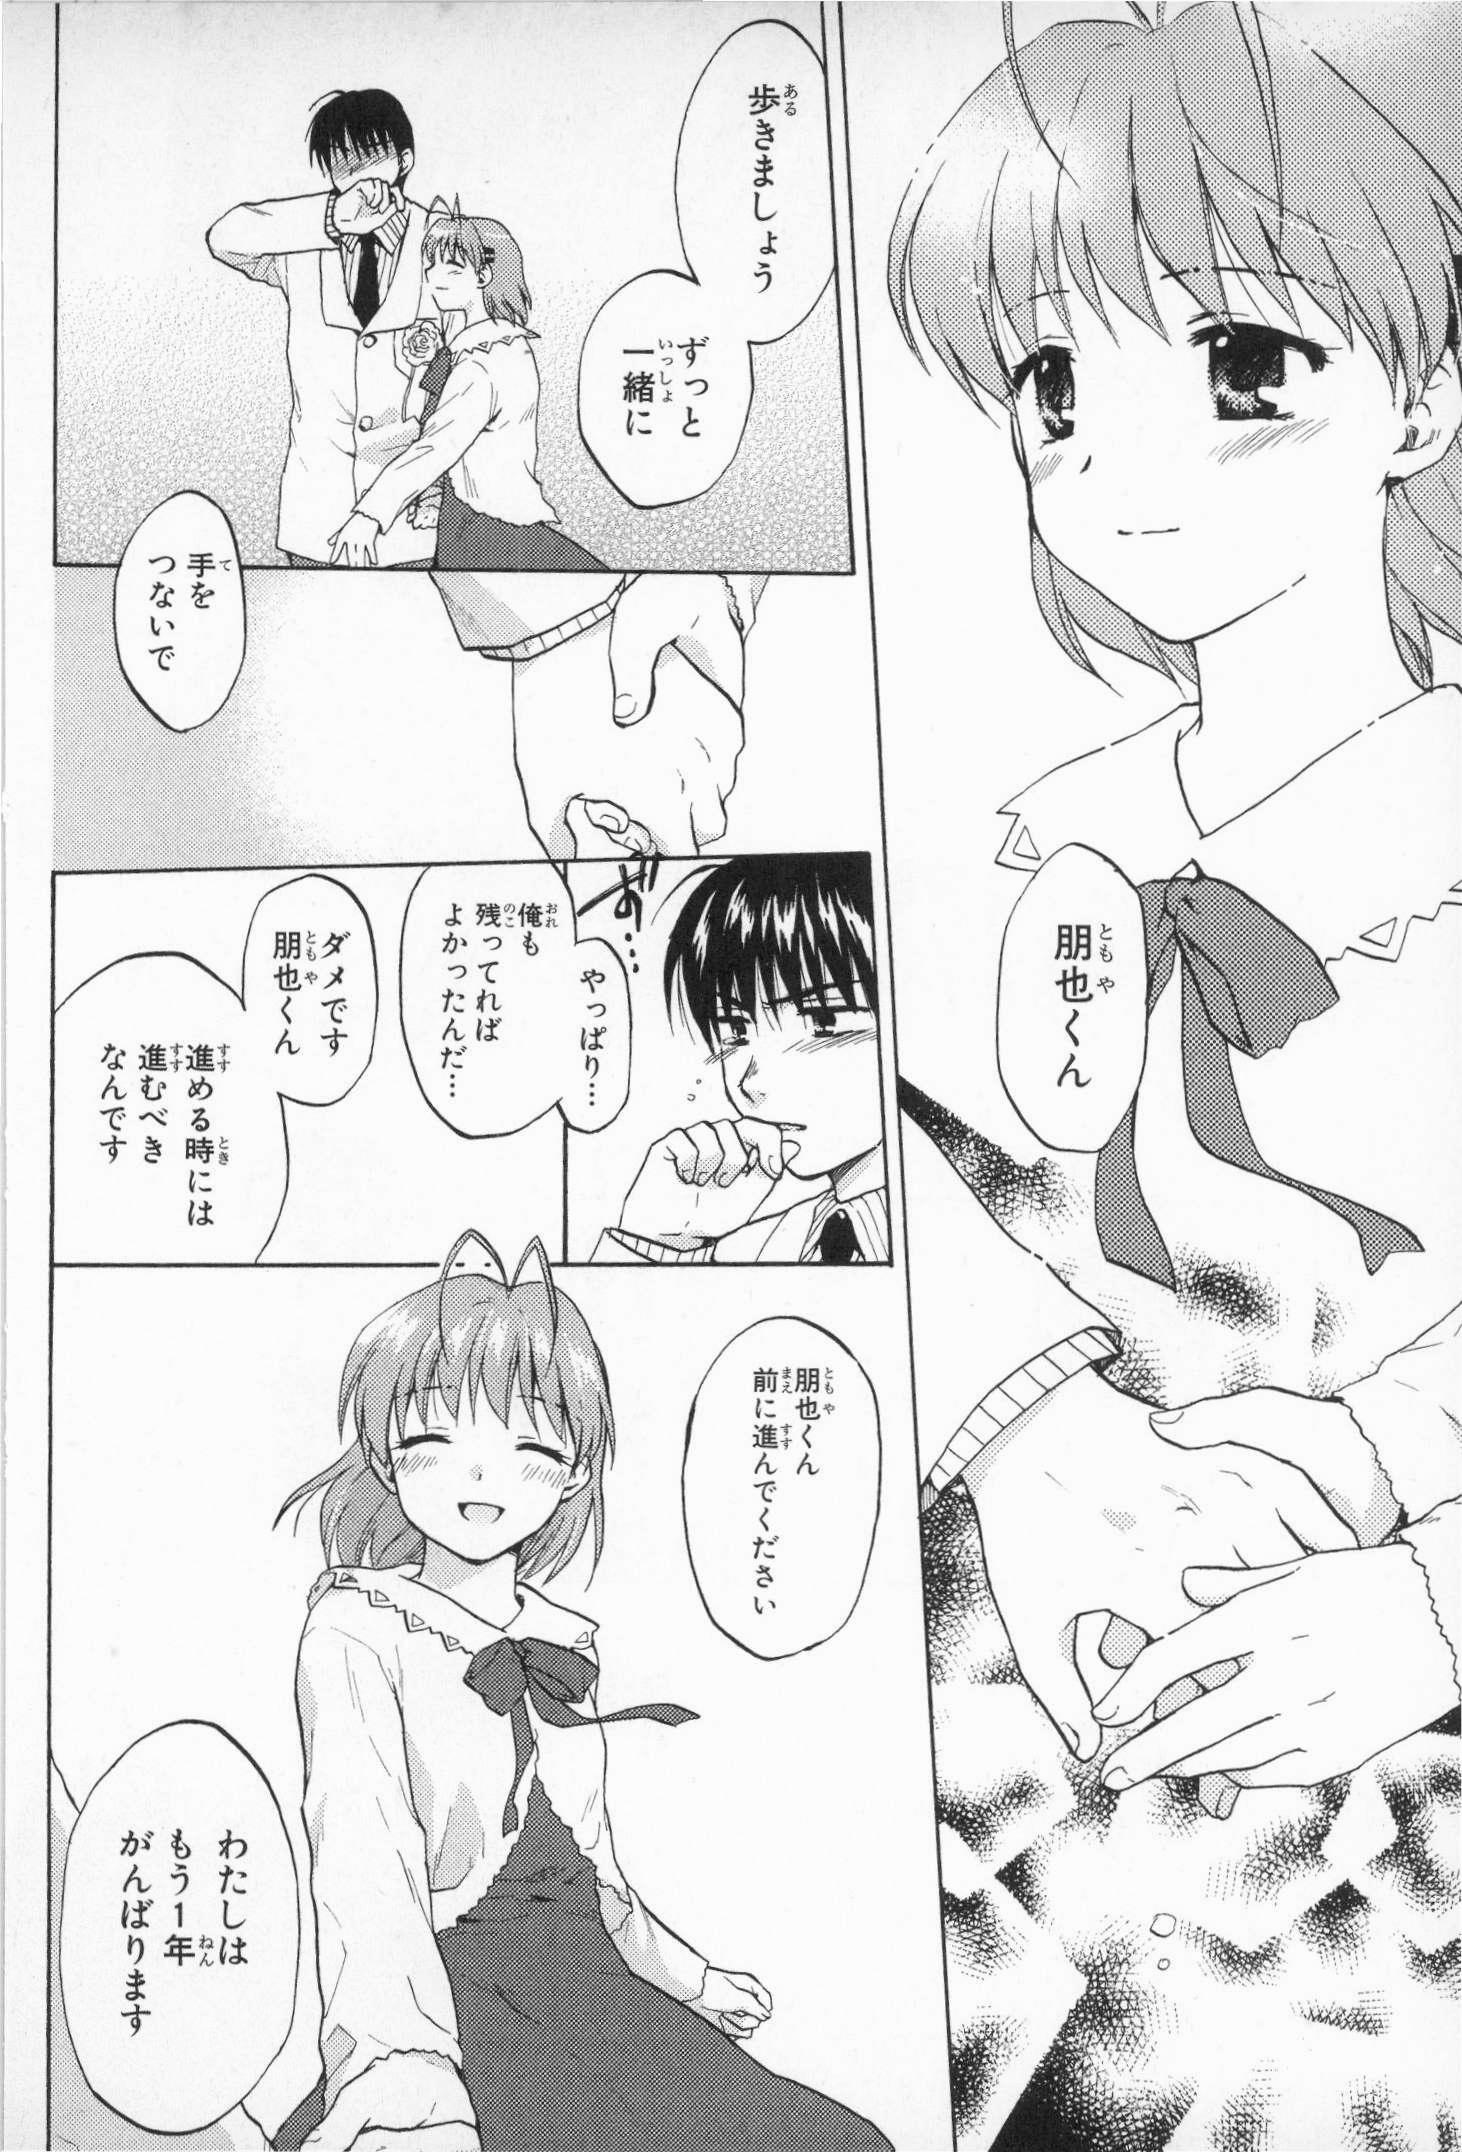 朋也くん
歩きましょう
ずっと
一緒に
手を
つないで
ず…
やっぱり…
俺も
残ってれば
よかったんだ…
ダメです
朋也くん
進める時には
進むべき
なんです
朋也くん
前に進んでください
わたしは
もう1年
がんばります